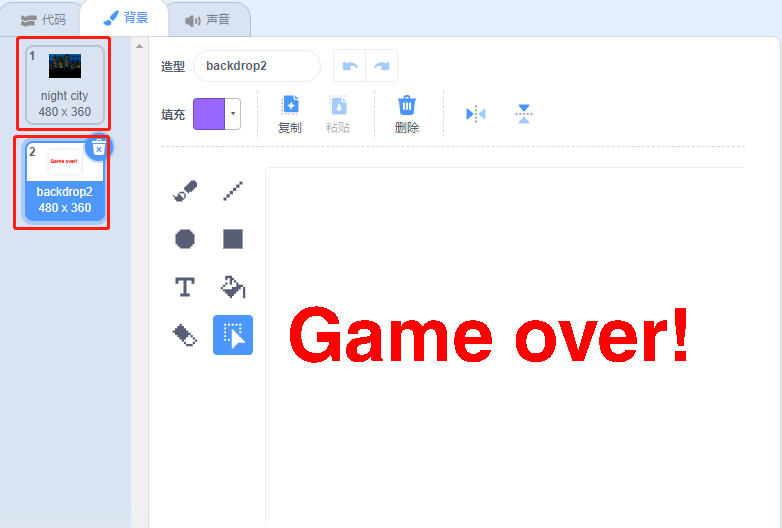 代码
背景
声音
1
night city
480 x 360
2
Game over!
backdrop2
480 x 360
造型
backdrop2
填充
复制
粘贴
删除
Game over!